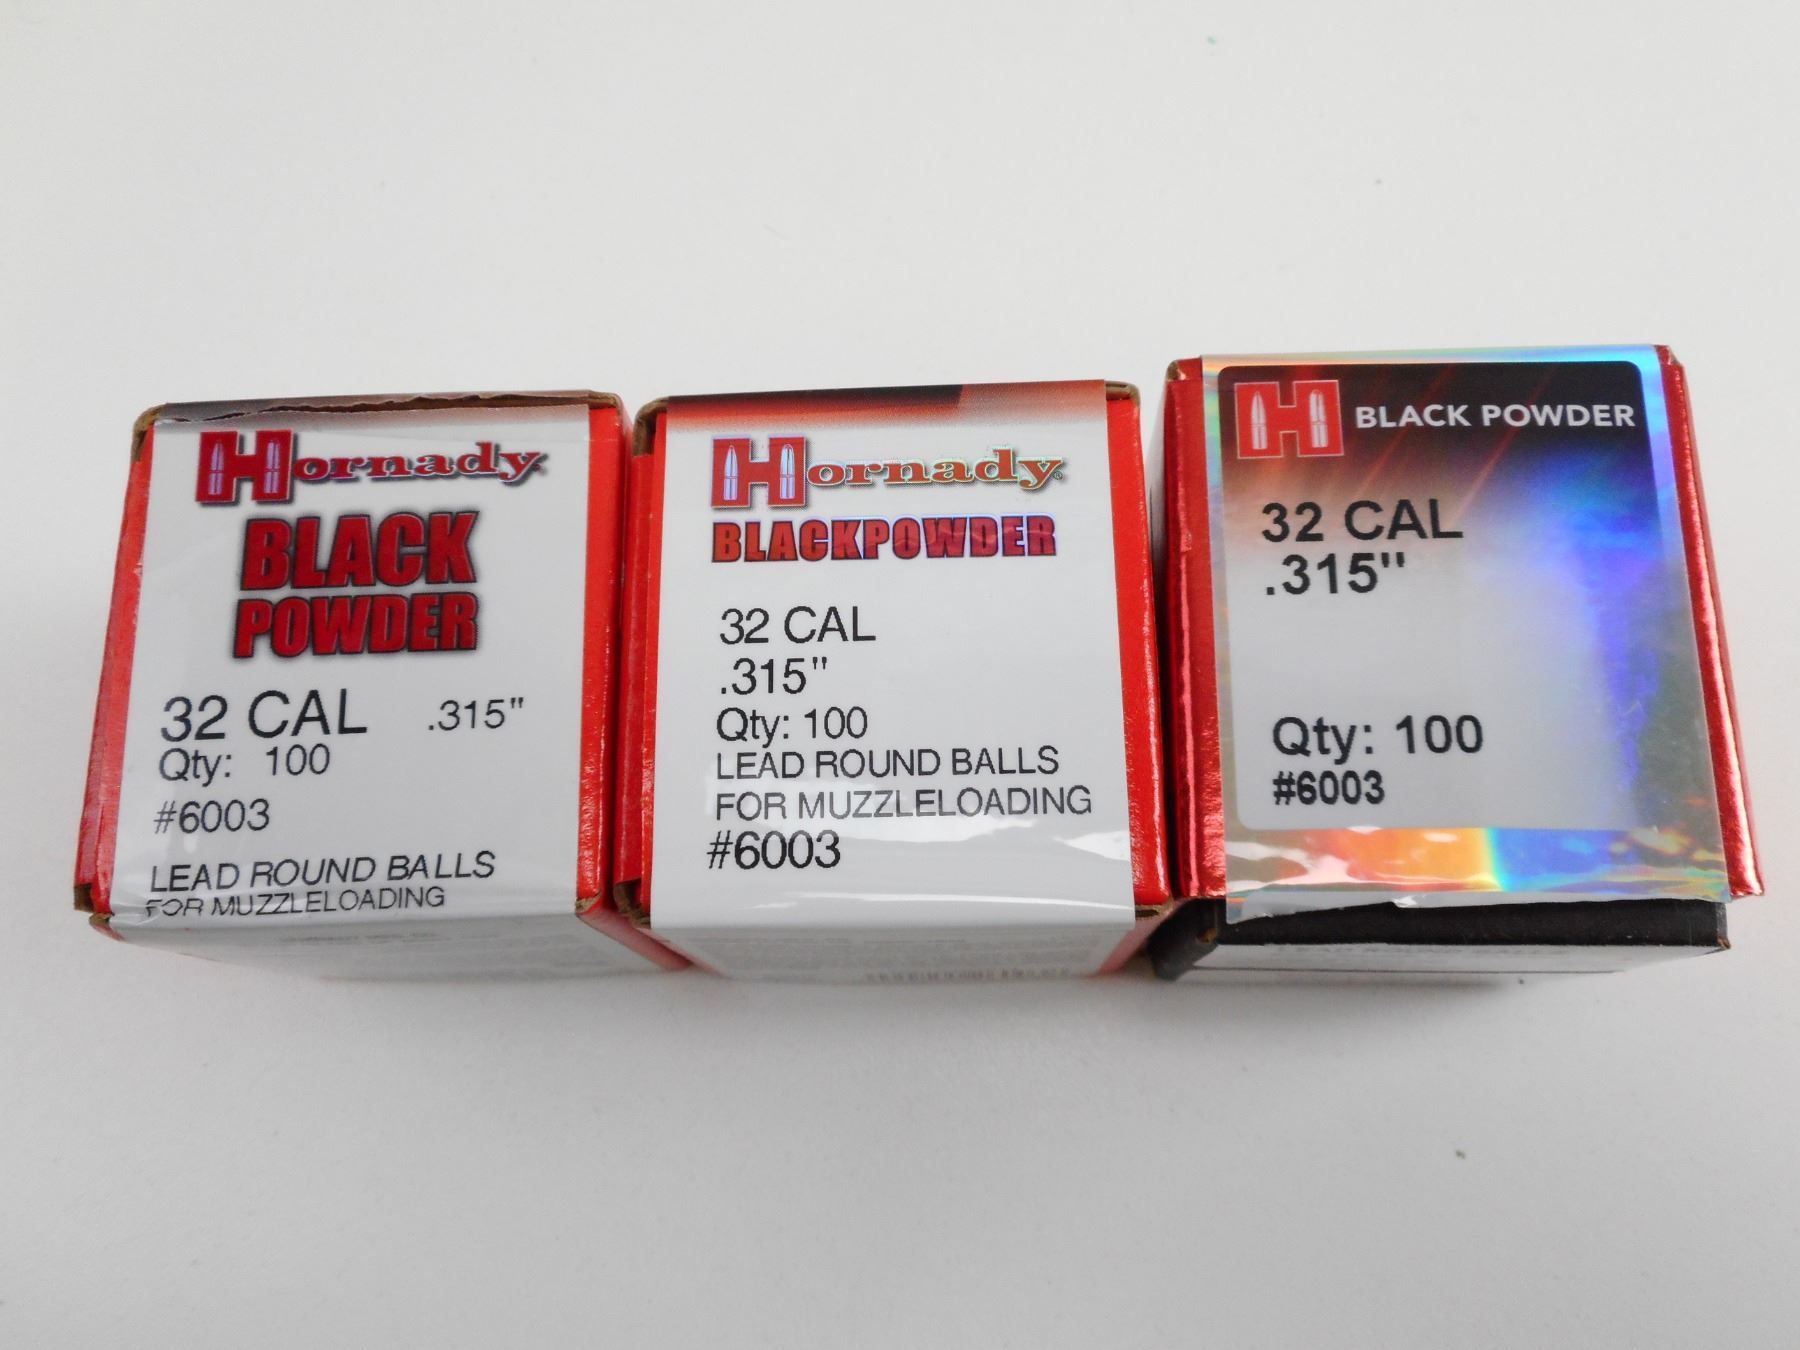 Hornady
BLACK
POWDER
32 CAL .315"
Qty: 100
#6003
LEAD ROUND BALLS
FOR MUZZLELOADING
Hornady®
BLACKPOWDER
32 CAL
.315"
Qty: 100
LEAD ROUND BALLS
FOR MUZZLELOADING
#6003
H BLACK POWDER
32 CAL
.315"
Qty: 100
#6003